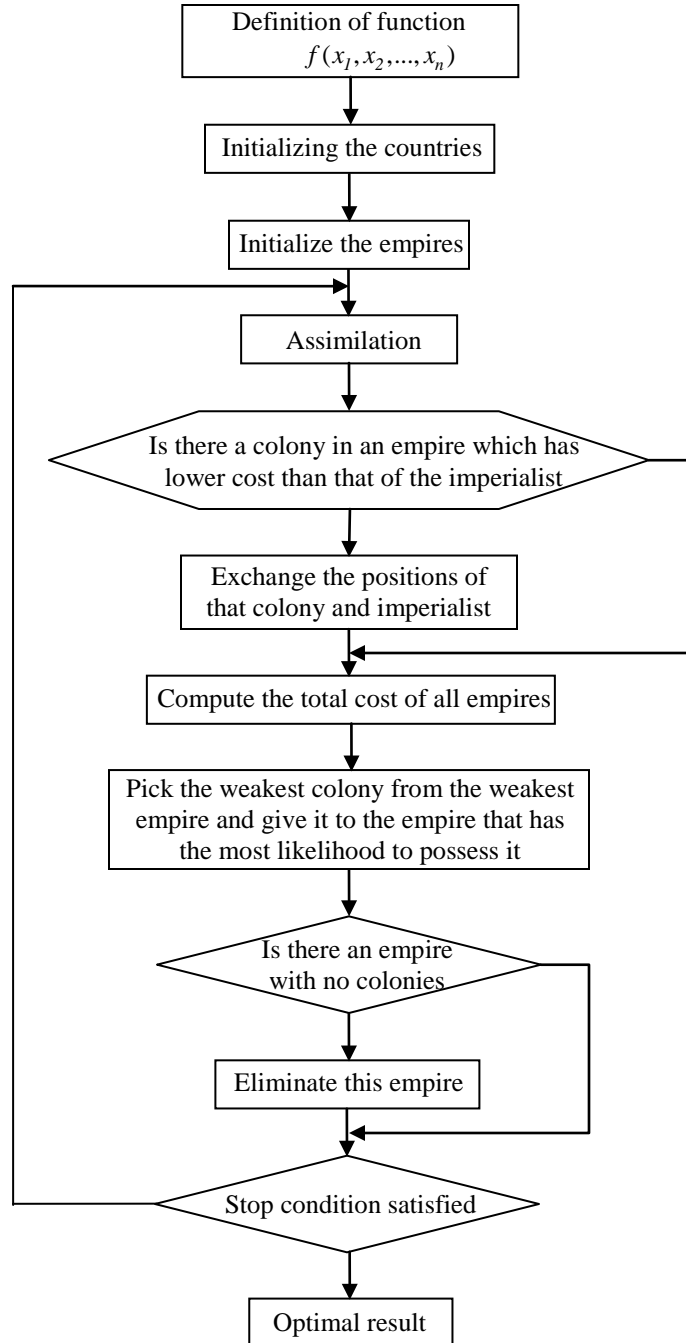 Definition of function
f(x1,x2,...,xn)
Initializing the countries
Initialize the empires
Assimilation
Is there a colony in an empire which has
lower cost than that of the imperialist
Exchange the positions of
that colony and imperialist
Compute the total cost of all empires
Pick the weakest colony from the weakest
empire and give it to the empire that has
the most likelihood to possess it
Is there an empire
with no colonies
Eliminate this empire
Stop condition satisfied
Optimal result